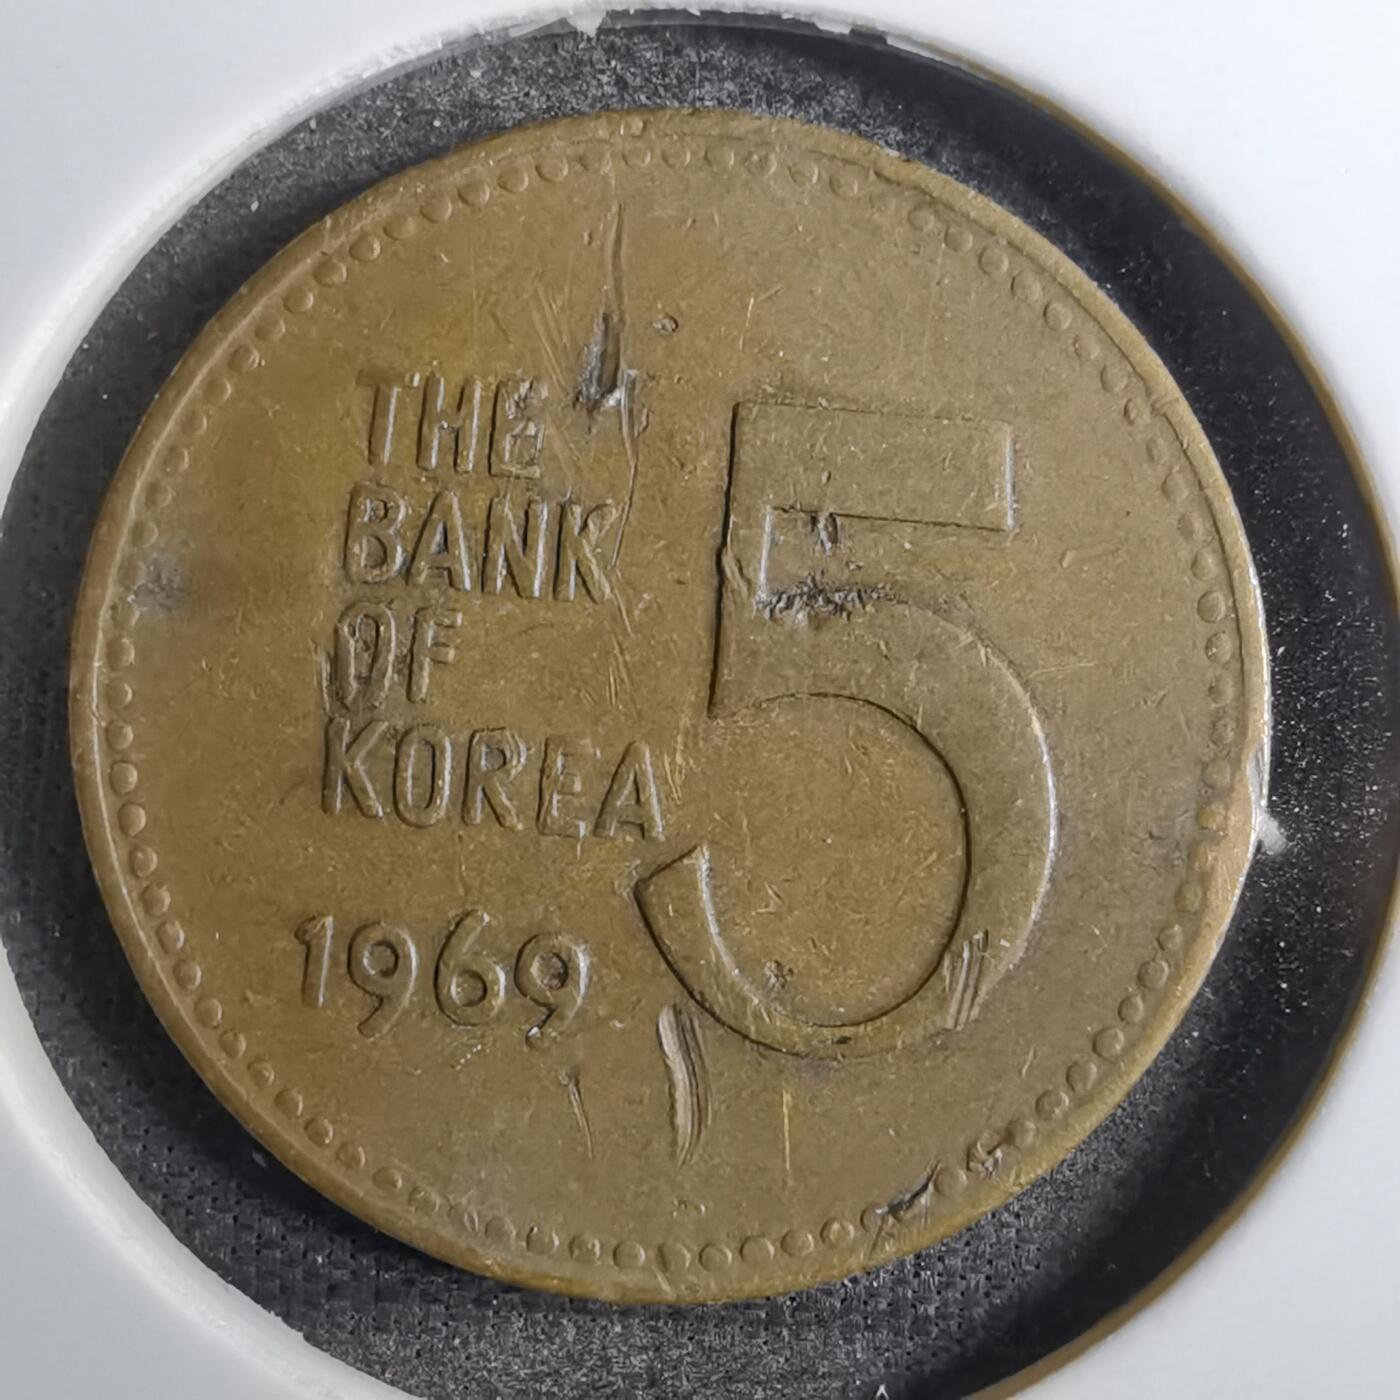 THE
BANK
OF
KOREA
1969
5